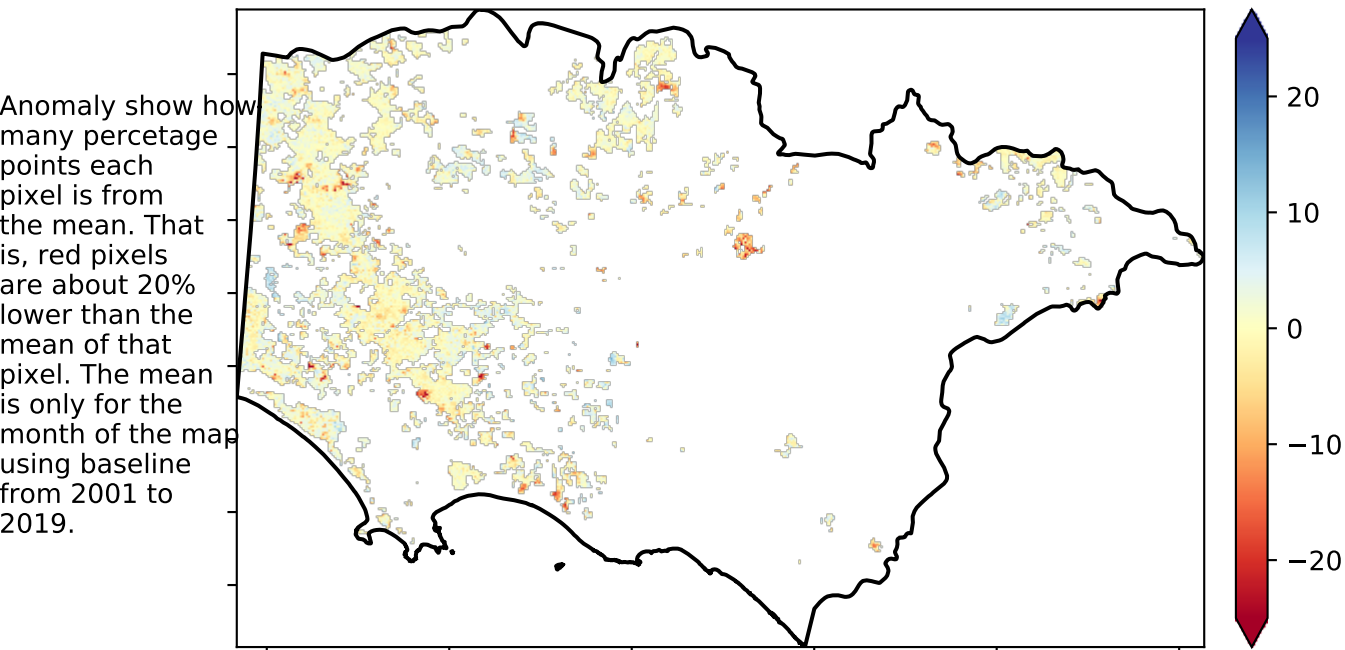 Anomaly show how
many percetage
points each
pixel is from
the mean. That
is, red pixels
are about 20%
lower than the
mean of that
pixel. The mean
is only for the
month of the map
using baseline
from 2001 to
2019.
20
10
0
−10
−20